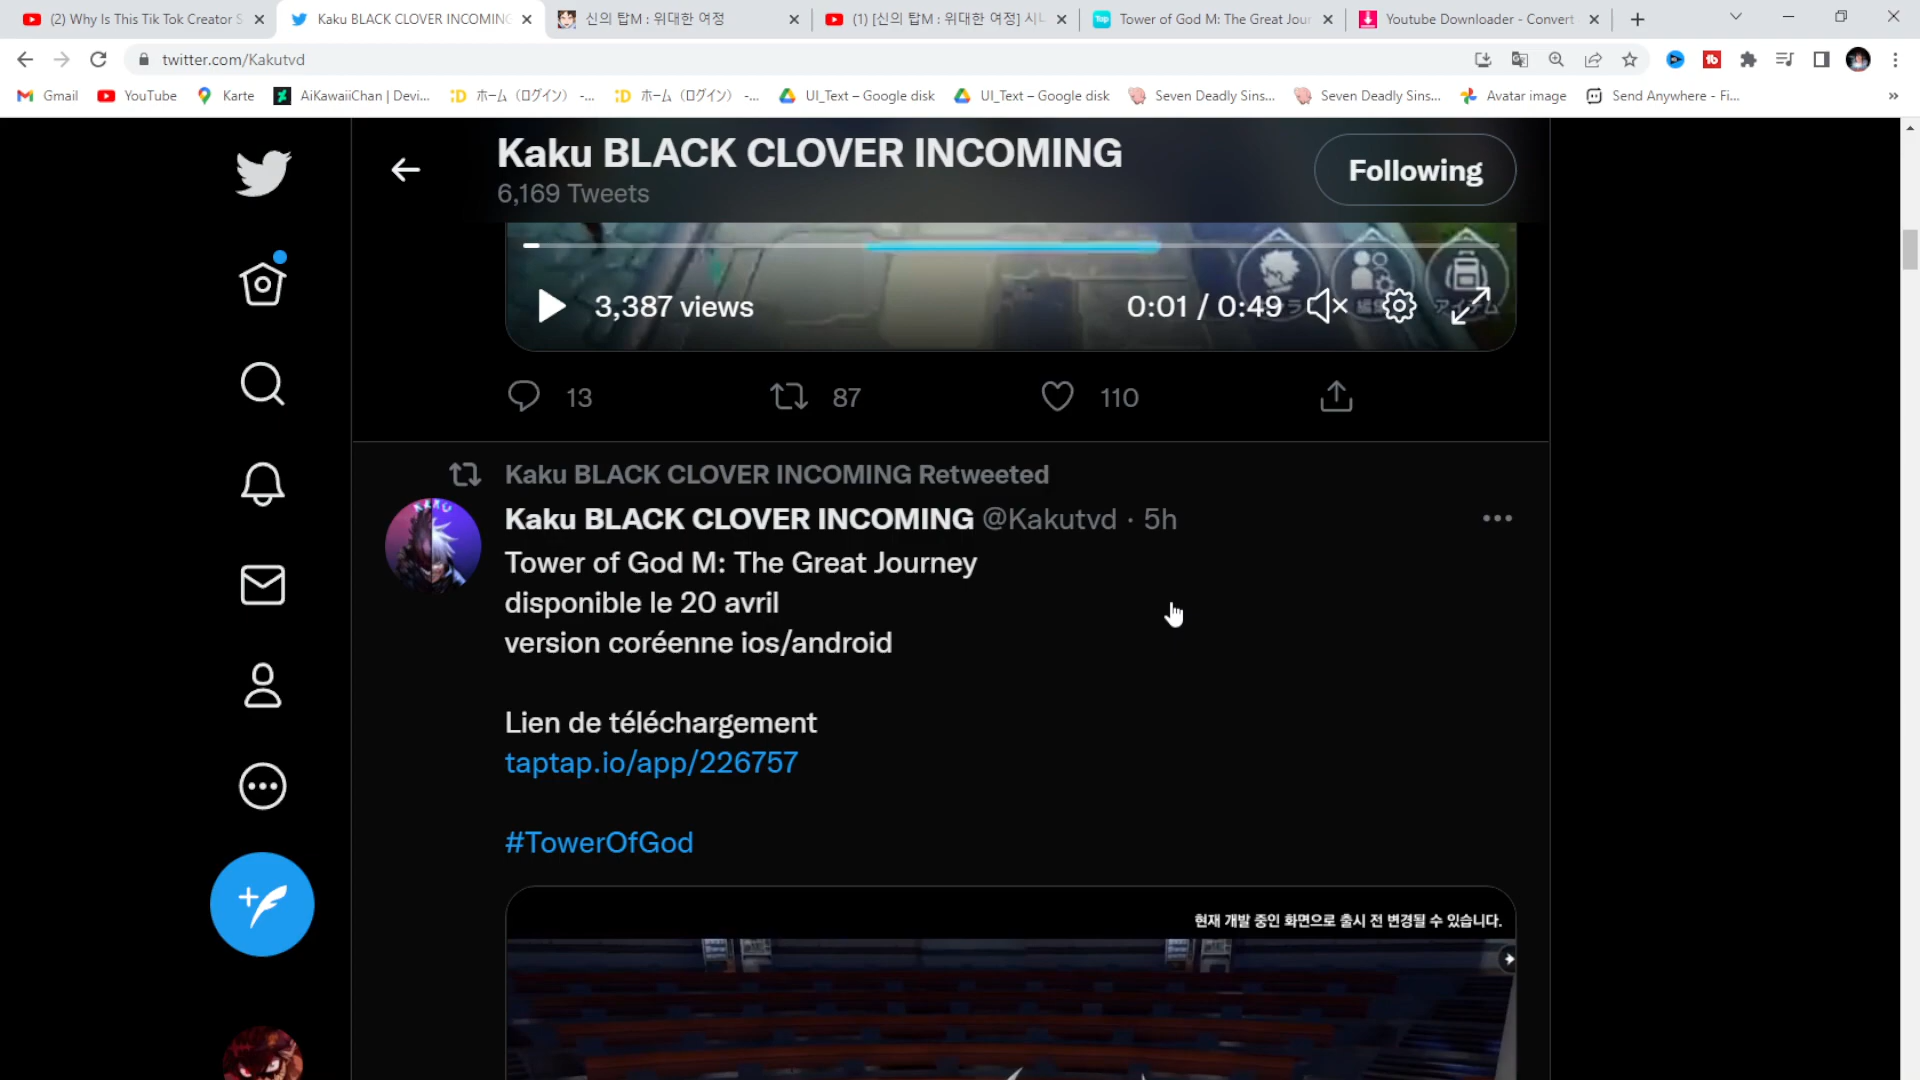 (2) Why Is This Tik Tok Creator S
Kaku BLACK CLOVER INCOMING
신의 탑M : 위대한 여정
(1) [신의 탑M : 위대한 여정] 시
Tower of God M: The Great Jour
Youtube Downloader - Convert
twitter.com/Kakutvd
Gmail
YouTube
Karte
AiKawaiiChan | Devi...
ホーム（ログイン） -...
ホーム（ログイン） -...
UI_Text – Google disk
UI_Text – Google disk
Seven Deadly Sins...
Seven Deadly Sins...
Avatar image
Send Anywhere - Fi...
»
Kaku BLACK CLOVER INCOMING
6,169 Tweets
Following
3,387 views
0:01 / 0:49
13
87
110
Kaku BLACK CLOVER INCOMING Retweeted
Kaku BLACK CLOVER INCOMING @Kakutvd · 5h
Tower of God M: The Great Journey
disponible le 20 avril
version coréenne ios/android
Lien de téléchargement
taptap.io/app/226757
#TowerOfGod
현재 개발 중인 화면으로 출시 전 변경될 수 있습니다.